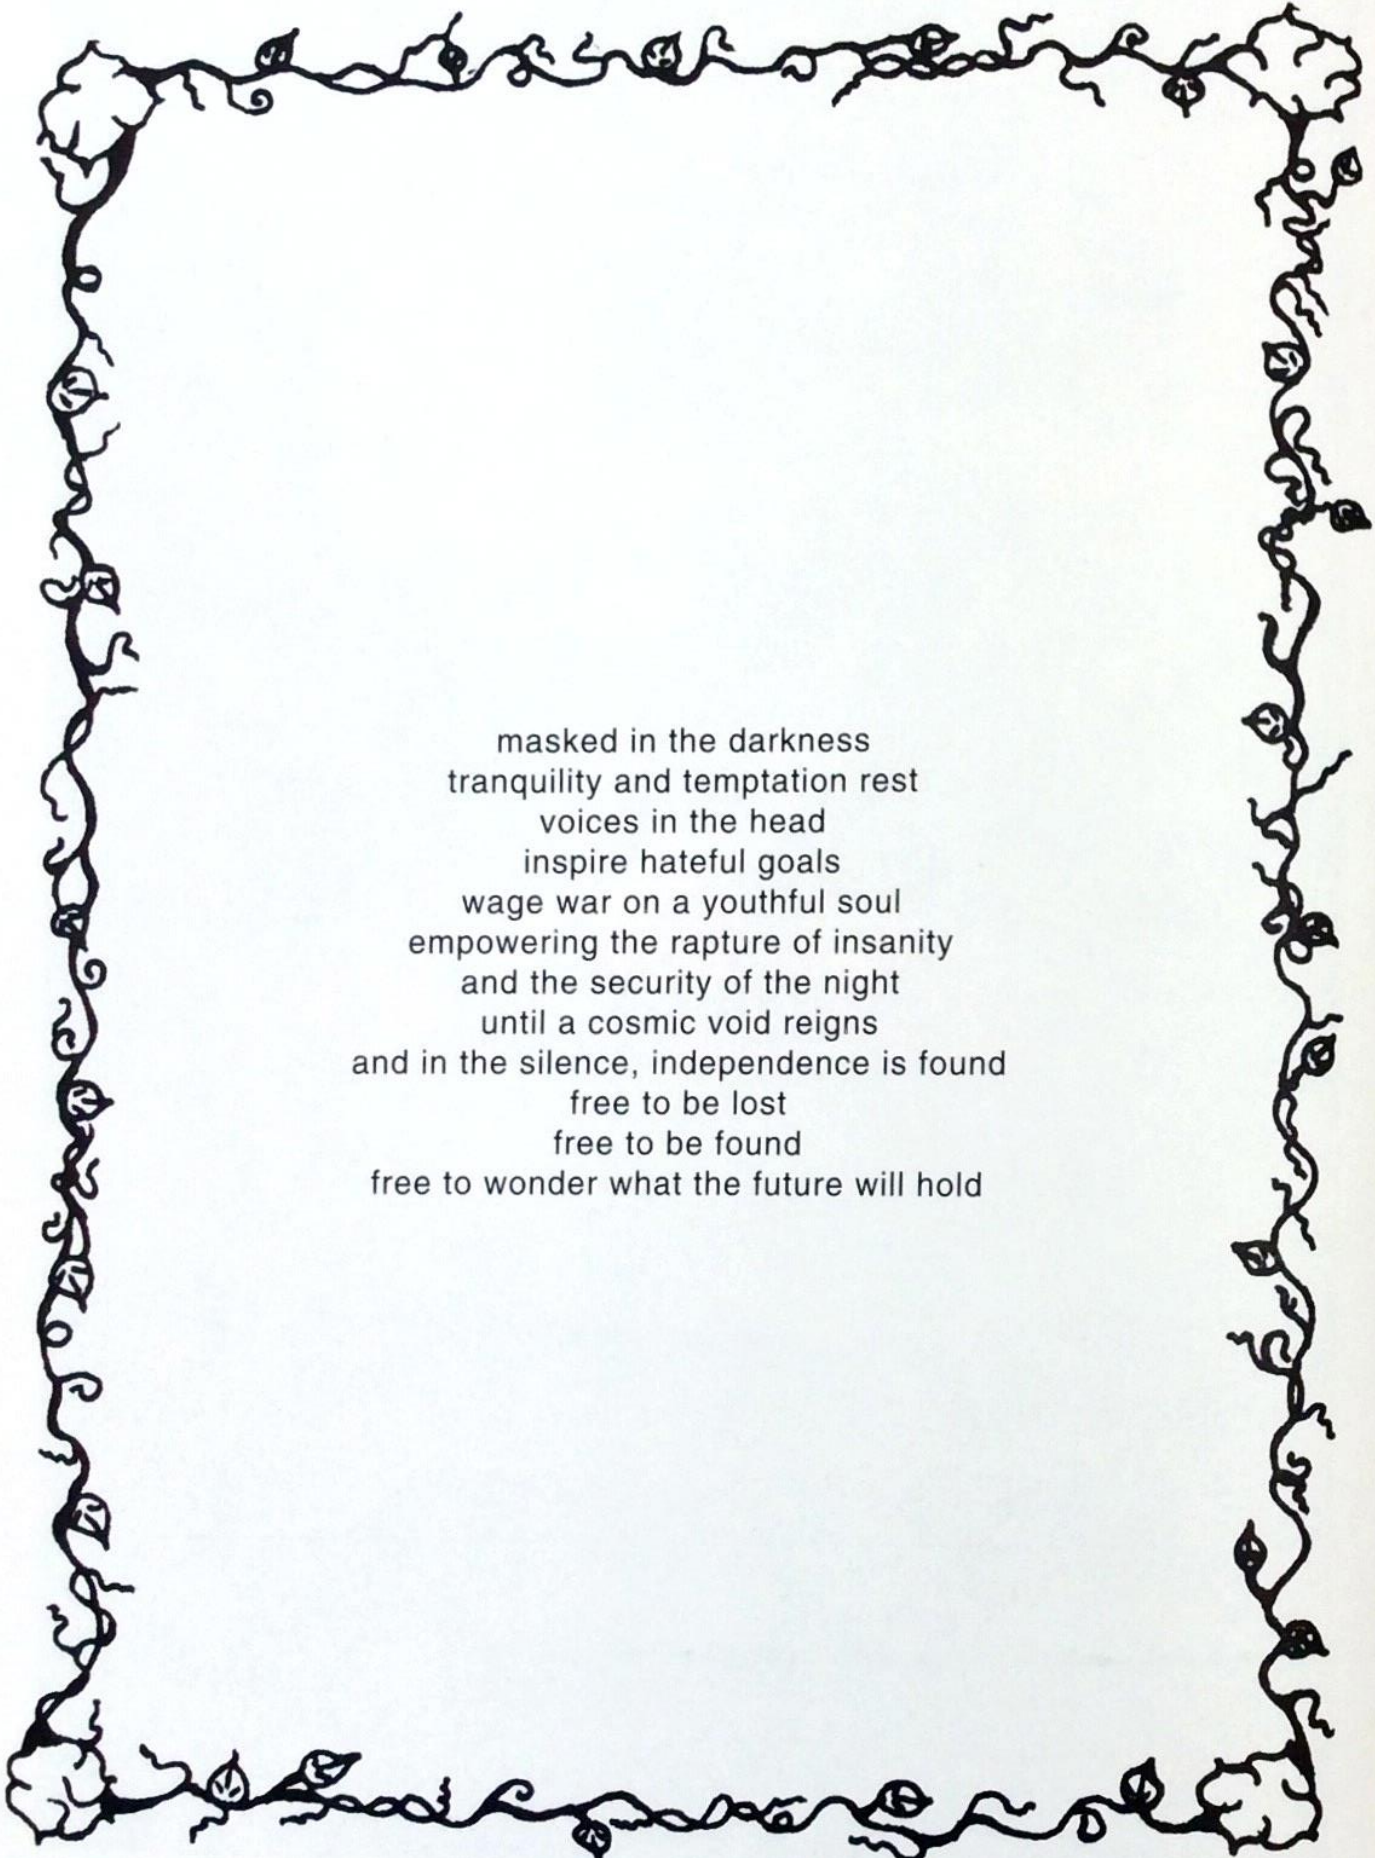 masked in the darkness
tranquility and temptation rest
voices in the head
inspire hateful goals
wage war on a youthful soul
empowering the rapture of insanity
and the security of the night
until a cosmic void reigns
and in the silence, independence is found
free to be lost
free to be found
free to wonder what the future will hold